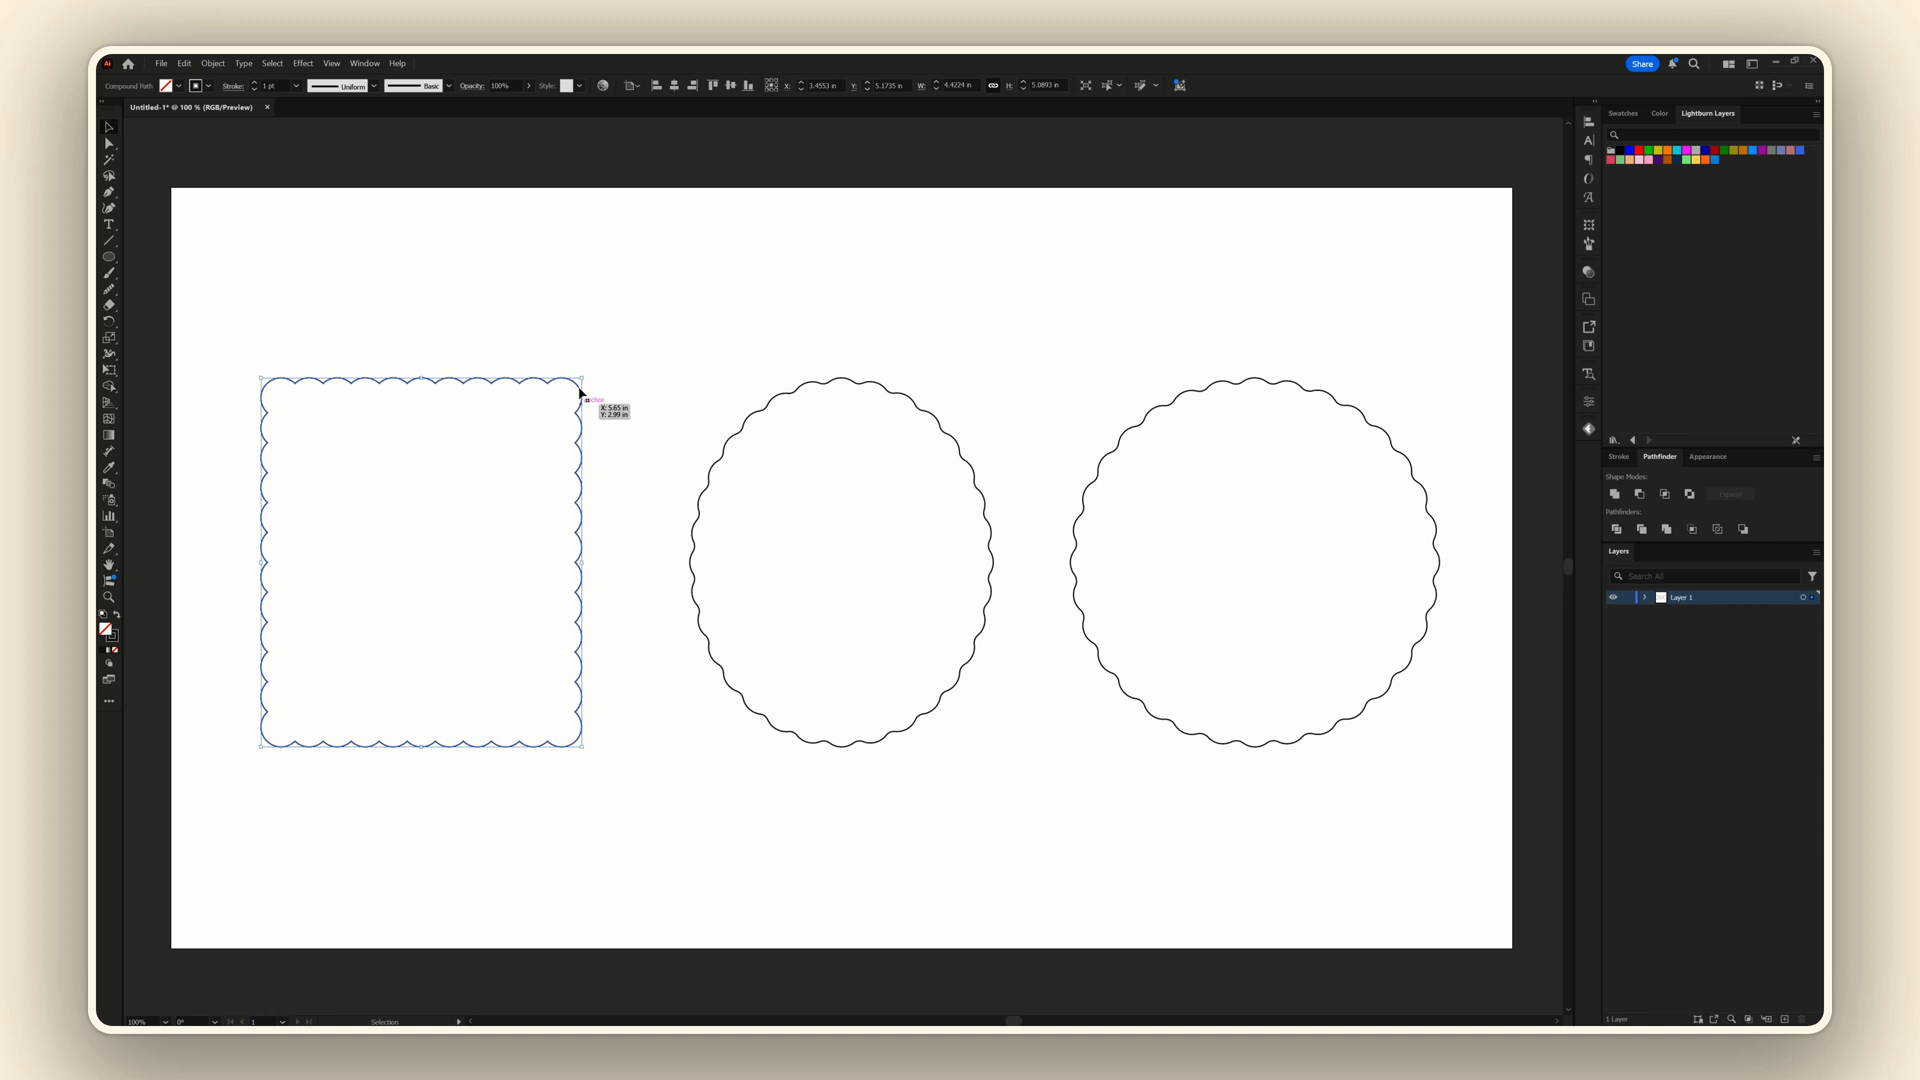 Ai File Edit Object Type Select Effect View Window Help Share
Compound Path Stroke: 1 pt Uniform Basic Opacity: 100% Style: X: 3.4553 in Y: 5.1735 in W: 4.4224 in H: 5.0893 in
Untitled-1* @ 100 % (RGB/Preview) ×
Swatches Color Lightburn Layers
X: 5.65 in
Y: 2.99 in
Stroke Pathfinder Appearance
Shape Modes:
Expand
Pathfinders:
Layers
Search All
Layer 1
100% 0° 1 Selection
1 Layer